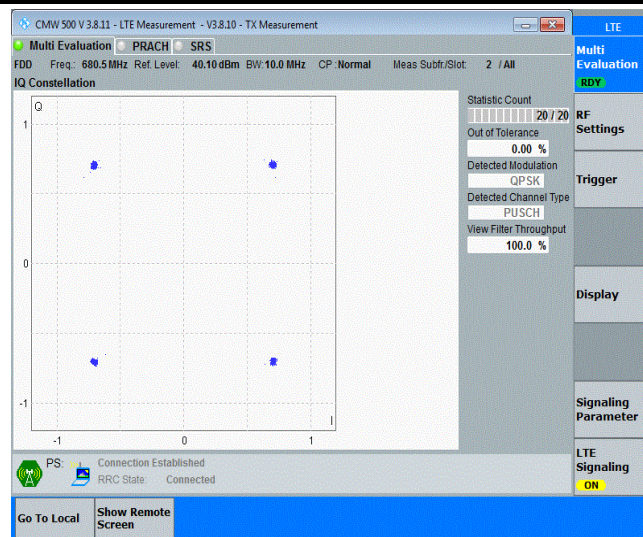 CMW 500 V 3.8.11 - LTE Measurement - V3.8.10 - TX Measurement
LTE
Multi Evaluation PRACH SRS
FDD Freq.: 680.5 MHz Ref. Level: 40.10 dBm BW: 10.0 MHz CP : Normal Meas Subfr./Slot: 2 / All
IQ Constellation
Q
1
0
-1
-1 0 1
I
Statistic Count
20 / 20
Out of Tolerance
0.00 %
Detected Modulation
QPSK
Detected Channel Type
PUSCH
View Filter Throughput
100.0 %
Multi
Evaluation
RDY
RF
Settings
Trigger
Display
Signaling
Parameter
LTE
Signaling
ON
PS: Connection Established
RRC State: Connected
Go To Local
Show Remote
Screen